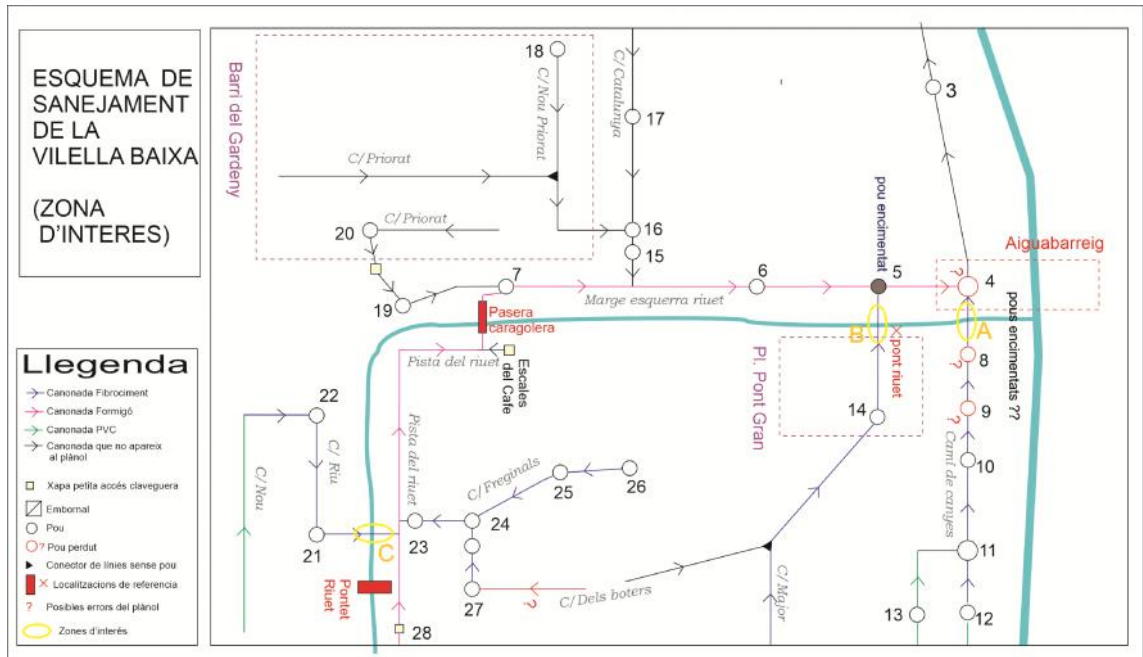 ESQUEMA DE
SANEJAMENT
DE LA
VILELLA BAIXA
(ZONA
D'INTERES)
Llegenda
Canonada Fibrociment
Canonada Formigó
Canonada PVC
Canonada que no apareix
al plànol
Xapa petita accés claveguera
Embornal
Pou
? Pou perdut
Conector de línies sense pou
Localitzacions de referencia
? Posibles errors del plànol
Zones d'interés
Barri del Gardeny
18
C/Nou Priorat
C/Priorat
C/Priorat
20
19
C/Catalunya
17
16
15
7
6
pou encimentat
5
3
Aiguabarreig
?
4
Marge esquerra riuet
Pasera
caragolera
Pista del riuet
Escales
del Cafe
B
pont riuet
A
pous encimentats ??
Pl. Pont Gran
14
8
?
9
?
10
Camí de canyes
11
12
13
22
C/ Riu
C/Nou
21
C
Pista del riuet
23
24
C/Freginals
25
26
27
?
C/Dels boters
C/Major
Pontet
Riuet
28